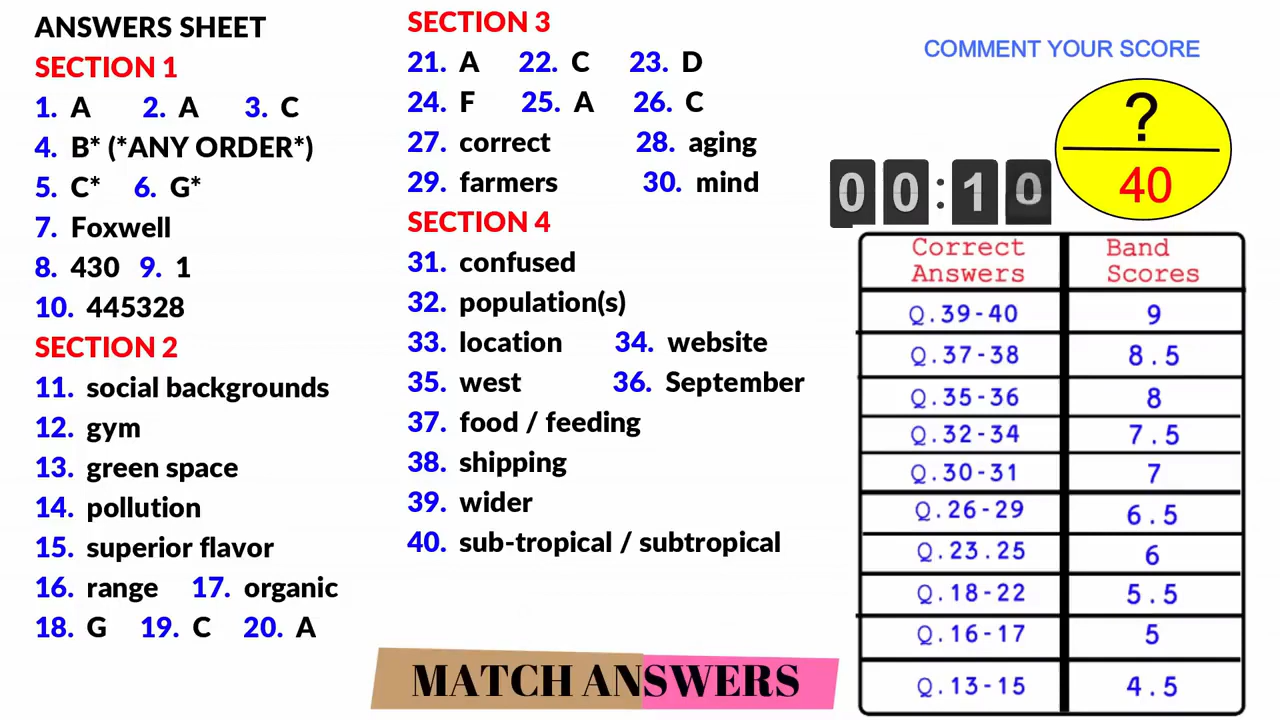 ANSWERS SHEET
SECTION 1
1. A 2. A 3. C
4. B* (*ANY ORDER*)
5. C* 6. G*
7. Foxwell
8. 430 9. 1
10. 445328
SECTION 2
11. social backgrounds
12. gym
13. green space
14. pollution
15. superior flavor
16. range 17. organic
18. G 19. C 20. A
SECTION 3
21. A 22. C 23. D
24. F 25. A 26. C
27. correct 28. aging
29. farmers 30. mind
SECTION 4
31. confused
32. population(s)
33. location 34. website
35. west 36. September
37. food / feeding
38. shipping
39. wider
40. sub-tropical / subtropical
MATCH ANSWERS
COMMENT YOUR SCORE
?
40
00:10
Correct Answers Band Scores
Q.39-40 9
Q.37-38 8.5
Q.35-36 8
Q.32-34 7.5
Q.30-31 7
Q.26-29 6.5
Q.23.25 6
Q.18-22 5.5
Q.16-17 5
Q.13-15 4.5